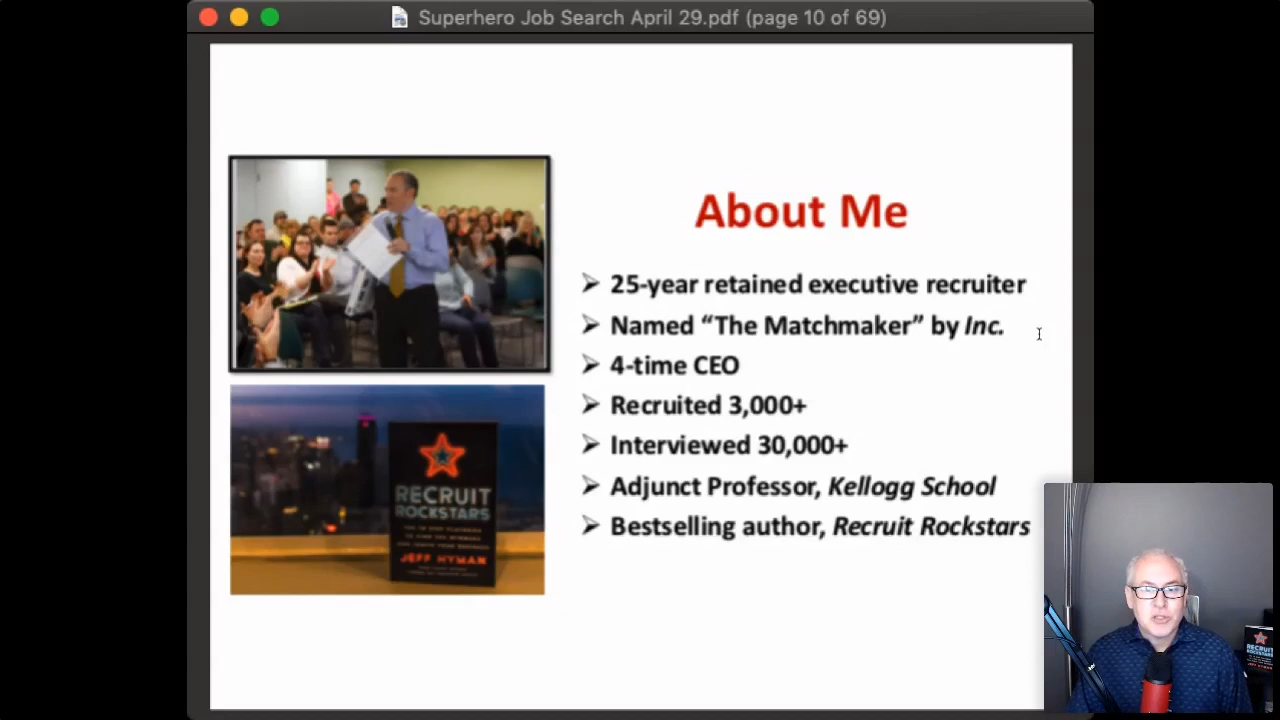 Superhero Job Search April 29.pdf (page 10 of 69)
About Me
25-year retained executive recruiter
Named “The Matchmaker” by Inc.
4-time CEO
Recruited 3,000+
Interviewed 30,000+
Adjunct Professor, Kellogg School
Bestselling author, Recruit Rockstars
RECRUIT
ROCKSTARS
JEFF HYMAN
RECRUIT